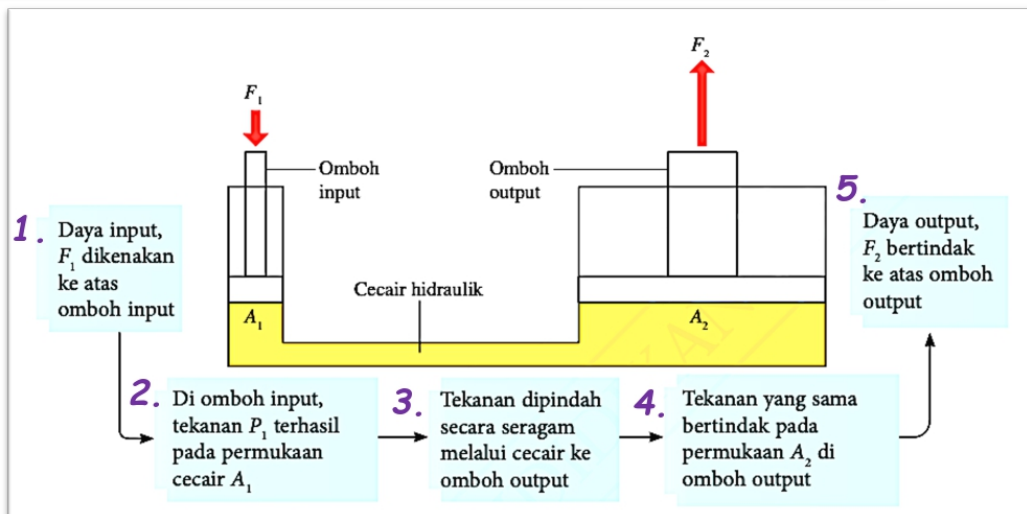 F₂
F₁
Omboh
input
Omboh
output
Cecair hidraulik
A₁
A₂
1.
Daya input,
F₁ dikenakan
ke atas
omboh input
2.
Di omboh input,
tekanan P₁ terhasil
pada permukaan
cecair A₁
3.
Tekanan dipindah
secara seragam
melalui cecair ke
omboh output
4.
Tekanan yang sama
bertindak pada
permukaan A₂ di
omboh output
5.
Daya output,
F₂ bertindak
ke atas omboh
output